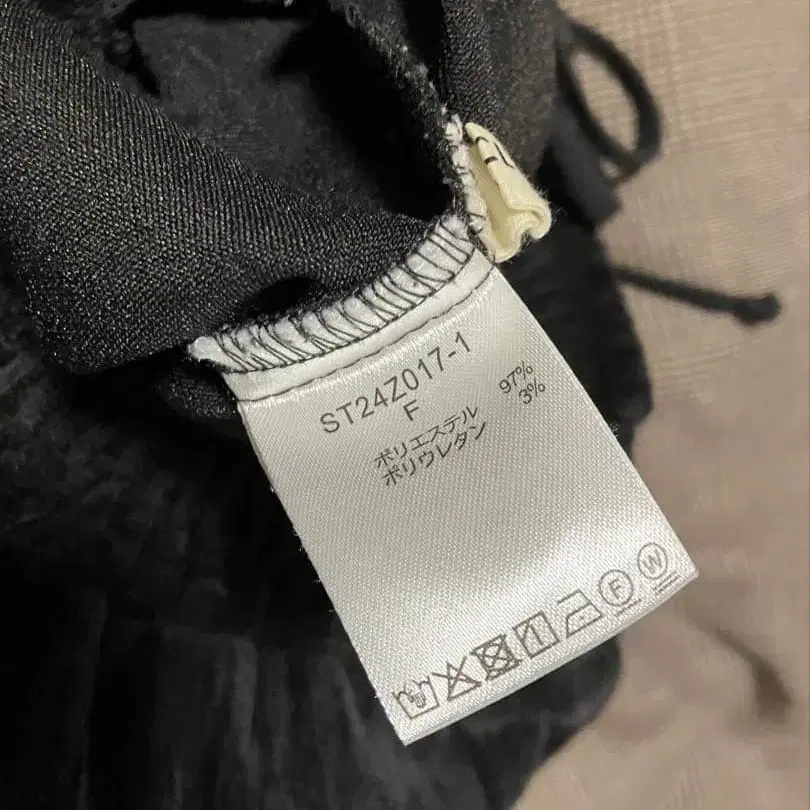 ST24Z017-1
F
ポリエステル 97%
ポリウレタン 3%
F W